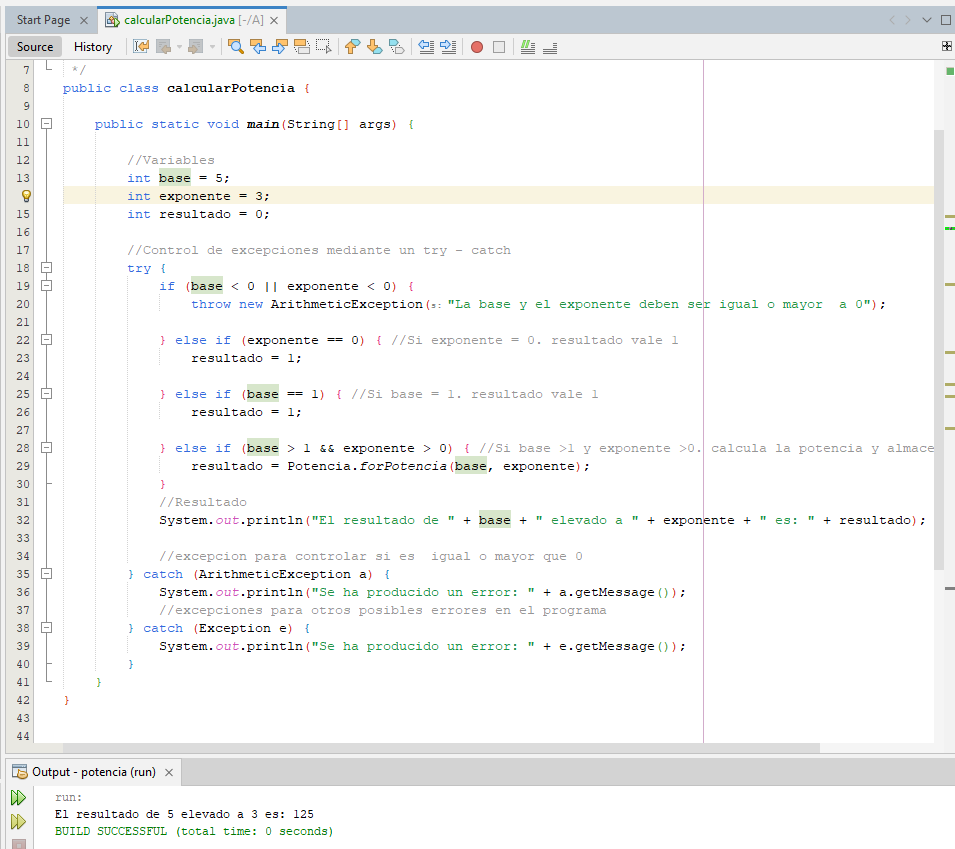 Start Page
calcularPotencia.java [-/A]
Source History
7 */
8 public class calcularPotencia {
9
10 public static void main(String[] args) {
11
12 //Variables
13 int base = 5;
int exponente = 3;
15 int resultado = 0;
16
17 //Control de excepciones mediante un try - catch
18 try {
19 if (base < 0 || exponente < 0) {
20 throw new ArithmeticException(s: "La base y el exponente deben ser igual o mayor  a 0");
21
22 } else if (exponente == 0) { //Si exponente = 0. resultado vale 1
23 resultado = 1;
24
25 } else if (base == 1) { //Si base = 1. resultado vale 1
26 resultado = 1;
27
28 } else if (base > 1 && exponente > 0) { //Si base >1 y exponente >0. calcula la potencia y almace
29 resultado = Potencia.forPotencia(base, exponente);
30 }
31 //Resultado
32 System.out.println("El resultado de " + base + " elevado a " + exponente + " es: " + resultado);
33
34 //excepcion para controlar si es  igual o mayor que 0
35 } catch (ArithmeticException a) {
36 System.out.println("Se ha producido un error: " + a.getMessage());
37 //excepciones para otros posibles errores en el programa
38 } catch (Exception e) {
39 System.out.println("Se ha producido un error: " + e.getMessage());
40 }
41 }
42 }
43
44
Output - potencia (run)
run:
El resultado de 5 elevado a 3 es: 125
BUILD SUCCESSFUL (total time: 0 seconds)